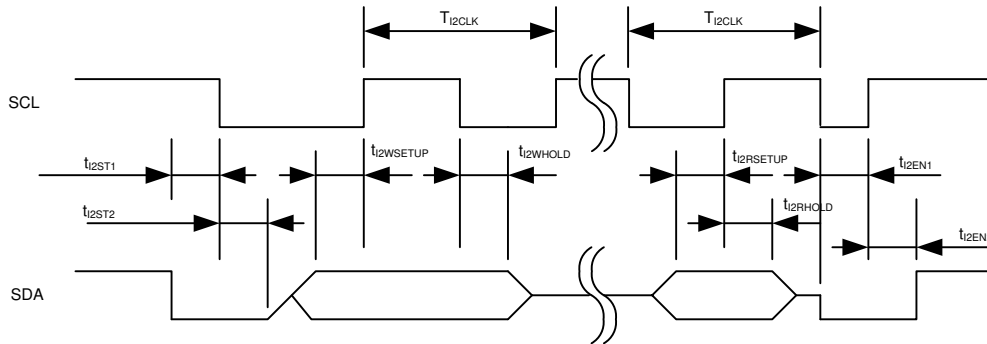 TI2CLK TI2CLK
SCL
tI2ST1 tI2WSETUP tI2WHOLD tI2RSETUP tI2EN1
tI2ST2 tI2RHOLD tI2EN
SDA